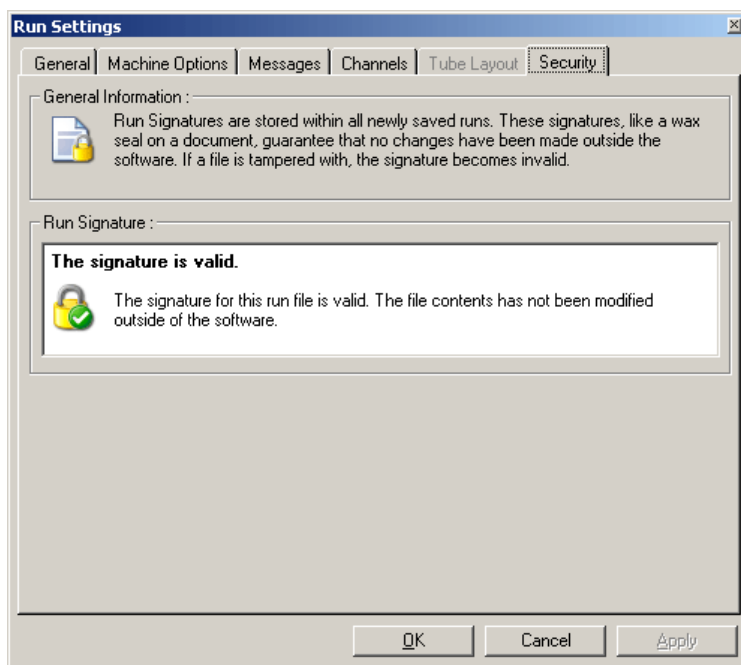 Run Settings
General Machine Options Messages Channels Tube Layout Security
General Information :
Run Signatures are stored within all newly saved runs. These signatures, like a wax
seal on a document, guarantee that no changes have been made outside the
software. If a file is tampered with, the signature becomes invalid.
Run Signature :
The signature is valid.
The signature for this run file is valid. The file contents has not been modified
outside of the software.
OK Cancel Apply